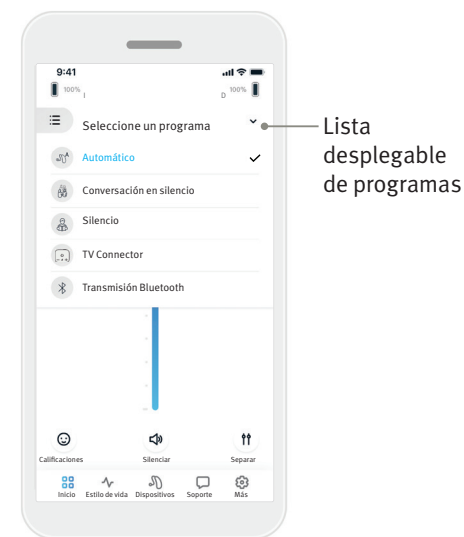 9:41
100% I
D 100%
Seleccione un programa
Lista
desplegable
de programas
Automático
Conversación en silencio
Silencio
TV Connector
Transmisión Bluetooth
Calificaciones
Silenciar
Separar
Inicio
Estilo de vida
Dispositivos
Soporte
Más